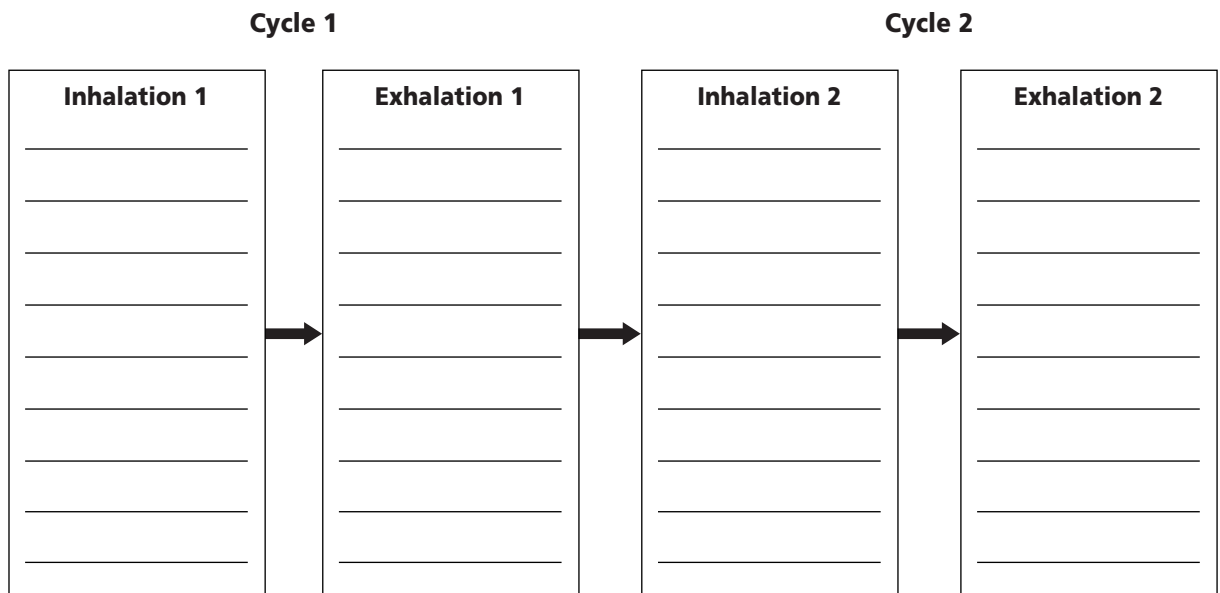 Cycle 1
Cycle 2
Inhalation 1
Exhalation 1
Inhalation 2
Exhalation 2